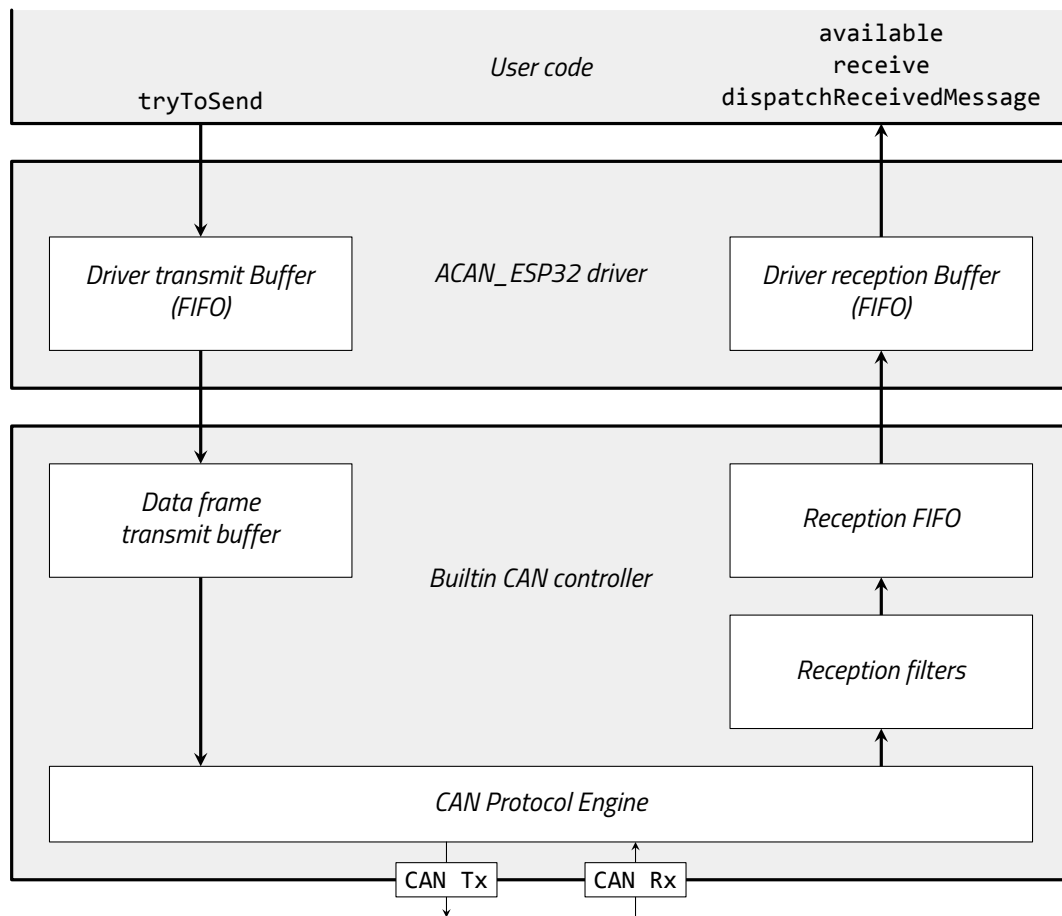 available
User code
receive
tryToSend
dispatchReceivedMessage
Driver transmit Buffer
(FIFO)
ACAN_ESP32 driver
Driver reception Buffer
(FIFO)
Data frame
transmit buffer
Reception FIFO
Builtin CAN controller
Reception filters
CAN Protocol Engine
CAN Tx
CAN Rx